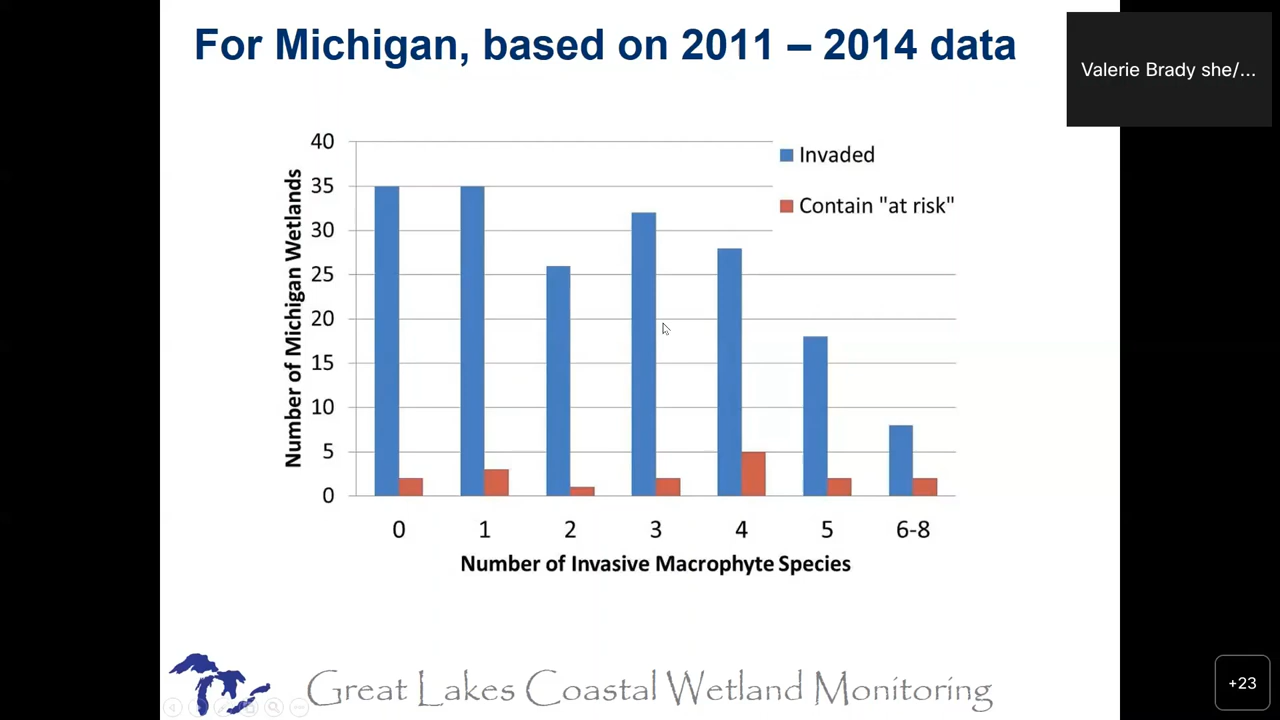 For Michigan, based on 2011 – 2014 data
Valerie Brady she/...
Invaded
Contain "at risk"
Number of Michigan Wetlands
40
35
30
25
20
15
10
5
0
0 1 2 3 4 5 6-8
Number of Invasive Macrophyte Species
Great Lakes Coastal Wetland Monitoring
+23